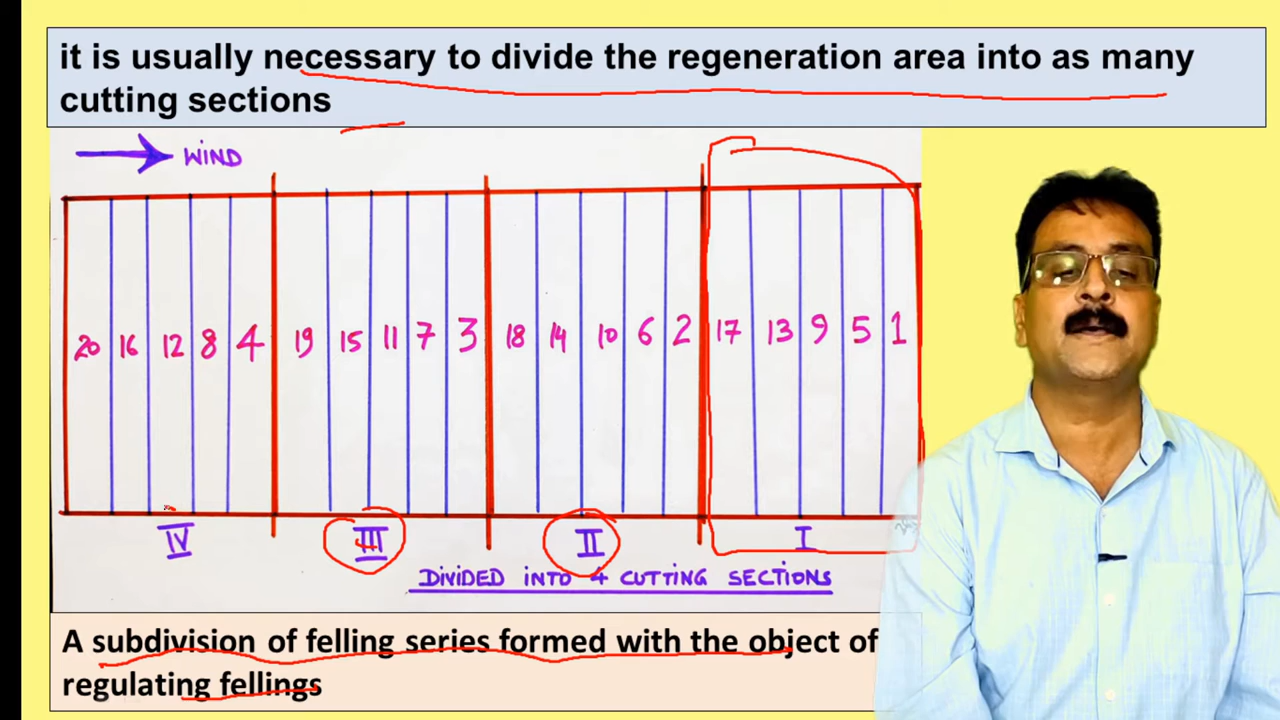 it is usually necessary to divide the regeneration area into as many
cutting sections
WIND
20 16 12 8 4 19 15 11 7 3 18 14 10 6 2 17 13 9 5 1
IV III II I
DIVIDED INTO 4 CUTTING SECTIONS
A subdivision of felling series formed with the object of
regulating fellings